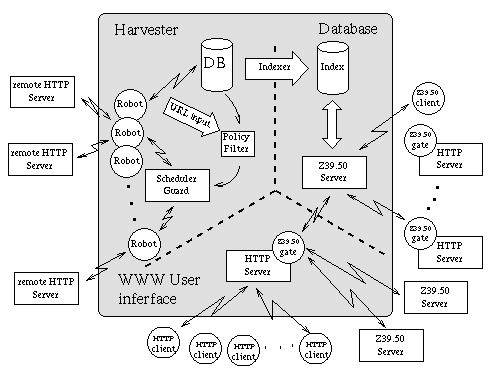 Harvester
Database
DB
Indexer
Index
Z39.50
client
remote HTTP
Server
Robot
URL input
Robot
Policy
Filter
Z39.50
gate
HTTP
Server
remote HTTP
Server
Robot
Scheduler
Guard
Z39.50
Server
Robot
Z39.50
gate
HTTP
Server
Z39.50
gate
HTTP
Server
WWW User
inferface
remote HTTP
Server
Z39.50
Server
HTTP
client
HTTP
client
HTTP
client
HTTP
client
Z39.50
Server